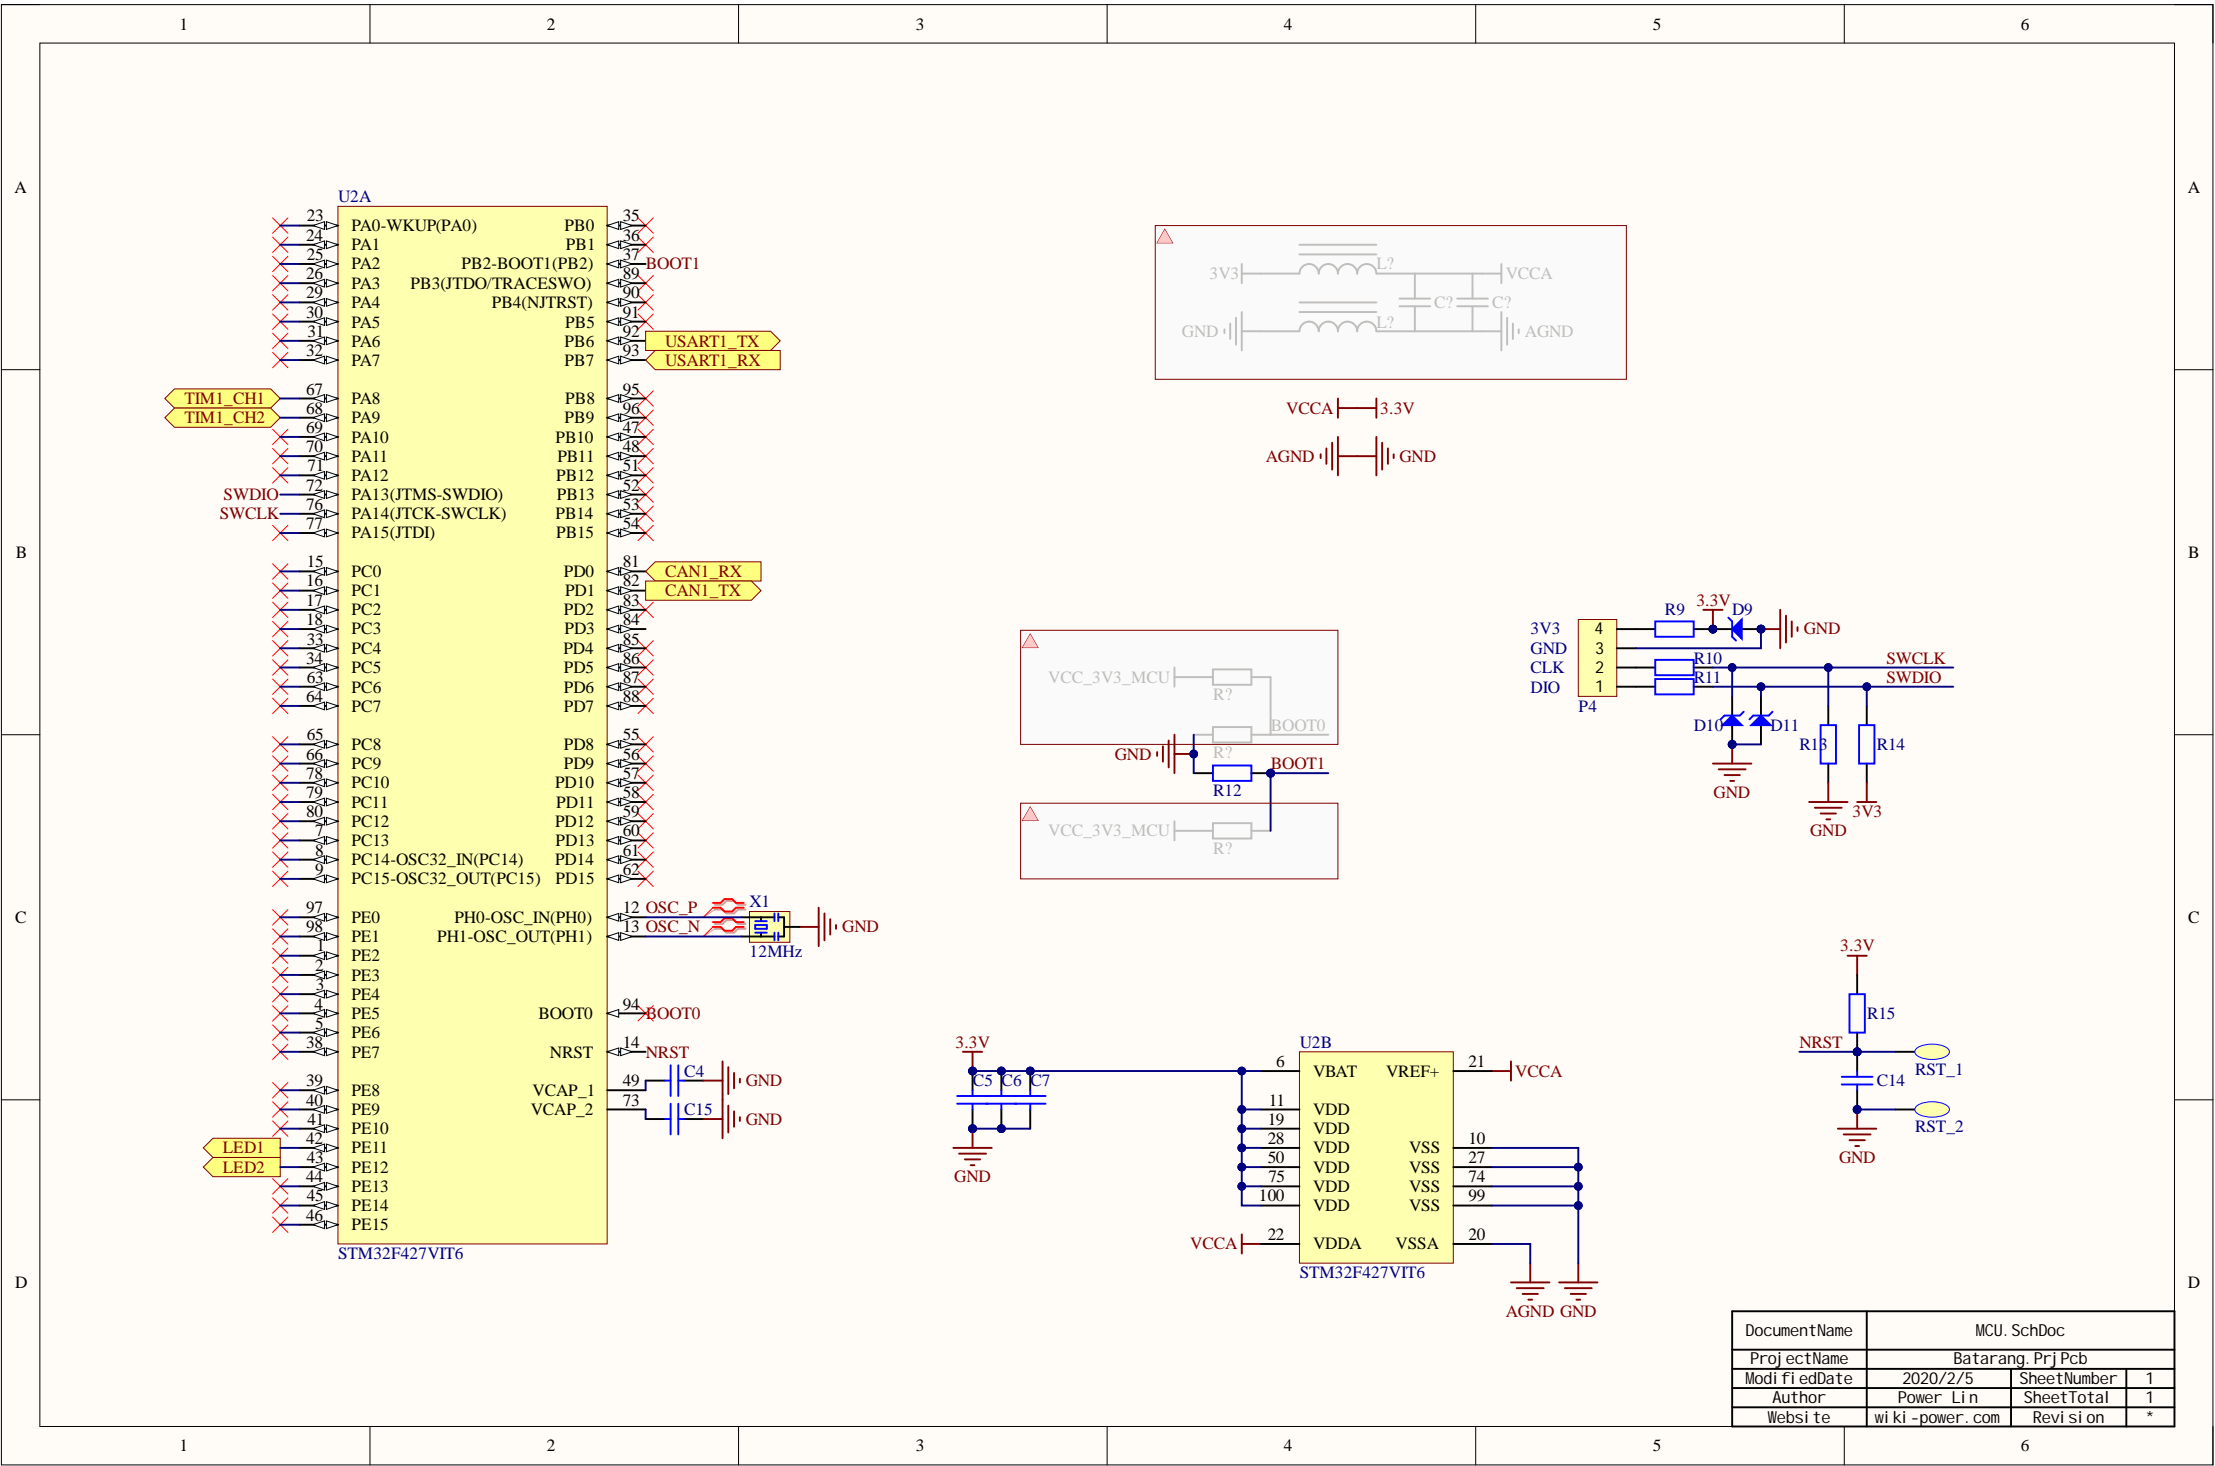 1 2 3 4 5 6
A A
B B
C C
D D
U2A
23 PA0-WKUP(PA0) PB0 35
24 PA1 PB1 36
25 PA2 PB2-BOOT1(PB2) 37 BOOT1
26 PA3 PB3(JTDO/TRACESWO) 89
29 PA4 PB4(NJTRST) 90
30 PA5 PB5 91
31 PA6 PB6 92 USART1_TX
32 PA7 PB7 93 USART1_RX
TIM1_CH1 67 PA8 PB8 95
TIM1_CH2 68 PA9 PB9 96
69 PA10 PB10 47
70 PA11 PB11 48
71 PA12 PB12 51
SWDIO 72 PA13(JTMS-SWDIO) PB13 52
SWCLK 76 PA14(JTCK-SWCLK) PB14 53
77 PA15(JTDI) PB15 54
15 PC0 PD0 81 CAN1_RX
16 PC1 PD1 82 CAN1_TX
17 PC2 PD2 83
18 PC3 PD3 84
33 PC4 PD4 85
34 PC5 PD5 86
63 PC6 PD6 87
64 PC7 PD7 88
65 PC8 PD8 55
66 PC9 PD9 56
78 PC10 PD10 57
79 PC11 PD11 58
80 PC12 PD12 59
7 PC13 PD13 60
8 PC14-OSC32_IN(PC14) PD14 61
9 PC15-OSC32_OUT(PC15) PD15 62
97 PE0 PH0-OSC_IN(PH0) 12 OSC_P X1
98 PE1 PH1-OSC_OUT(PH1) 13 OSC_N GND
12MHz
1 PE2
2 PE3
3 PE4
4 PE5 BOOT0 94 BOOT0
5 PE6
38 PE7 NRST 14 NRST
39 PE8 VCAP_1 49 C4 GND
40 PE9 VCAP_2 73 C15 GND
41 PE10
LED1 42 PE11
LED2 43 PE12
44 PE13
45 PE14
46 PE15
STM32F427VIT6
3V3 L? VCCA
C? C?
GND L? AGND
VCCA 3.3V
AGND GND
VCC_3V3_MCU
R?
BOOT0
R?
GND
BOOT1
R12
VCC_3V3_MCU
R?
3V3 4 R9 3.3V D9 GND
GND 3
CLK 2 R10 SWCLK
DIO 1 R11 SWDIO
P4
D10 D11 R13 R14
GND
3V3
GND
3.3V
R15
NRST
RST_1
C14
RST_2
GND
3.3V
C5 C6 C7
GND
U2B
6 VBAT VREF+ 21 VCCA
11 VDD
19 VDD
28 VDD VSS 10
50 VDD VSS 27
75 VDD VSS 74
100 VDD VSS 99
VCCA 22 VDDA VSSA 20
STM32F427VIT6
AGND GND
DocumentName MCU.SchDoc
ProjectName Batarang.PrjPcb
ModifiedDate 2020/2/5 SheetNumber 1
Author Power Lin SheetTotal 1
Website wiki-power.com Revision *
1 2 3 4 5 6